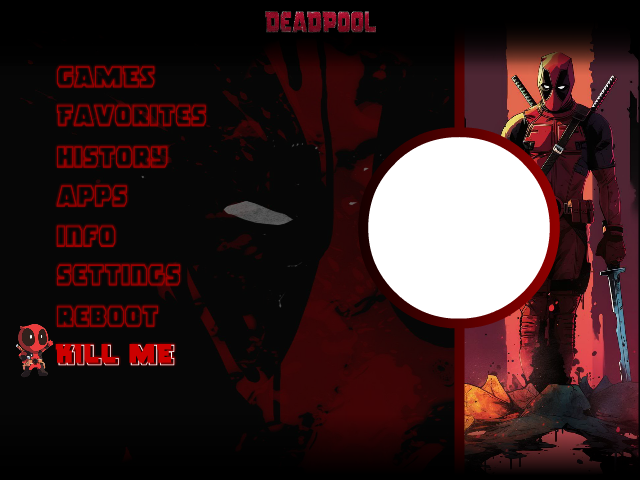 DEADPOOL
GAMES
FAVORITES
HISTORY
APPS
INFO
SETTINGS
REBOOT
KILL ME